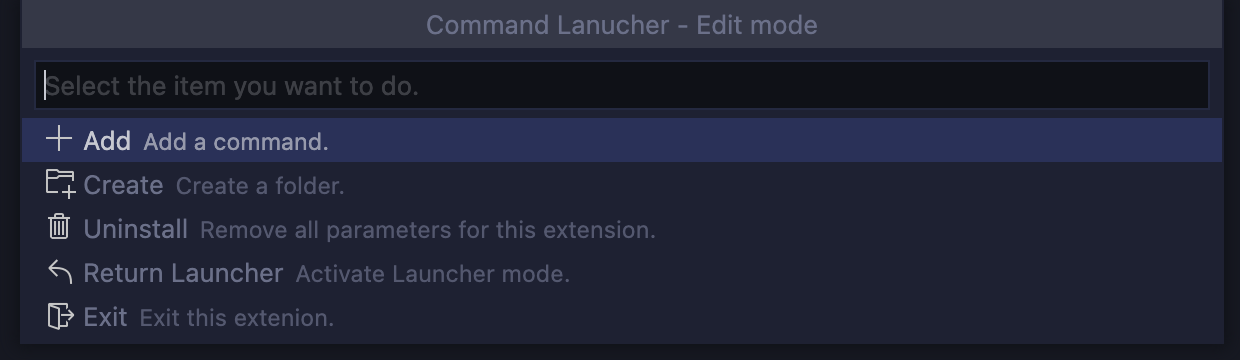 Command Lanucher - Edit mode
Select the item you want to do.
Add Add a command.
Create Create a folder.
Uninstall Remove all parameters for this extension.
Return Launcher Activate Launcher mode.
Exit Exit this extenion.